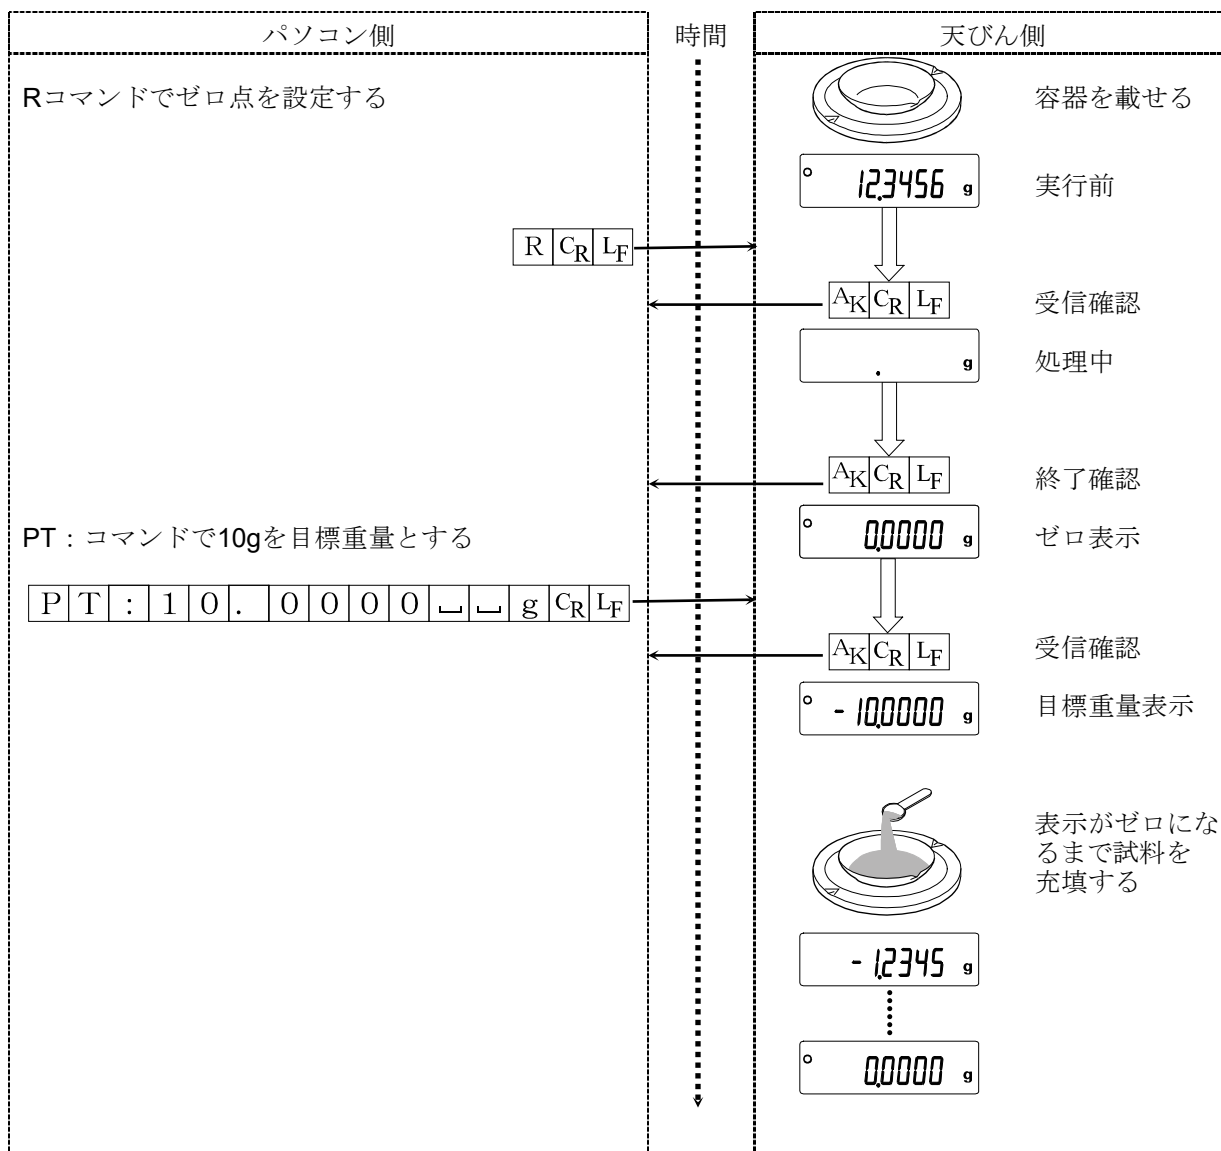 パソコン側
時間
天びん側
Rコマンドでゼロ点を設定する
容器を載せる
12.3456 g
実行前
R CR LF
AK CR LF
受信確認
. g
処理中
AK CR LF
終了確認
PT：コマンドで10gを目標重量とする
0.0000 g
ゼロ表示
P T : 1 0 . 0 0 0 0 ␣ ␣ g CR LF
AK CR LF
受信確認
- 10.0000 g
目標重量表示
表示がゼロにな
るまで試料を
充填する
- 1.2345 g
0.0000 g